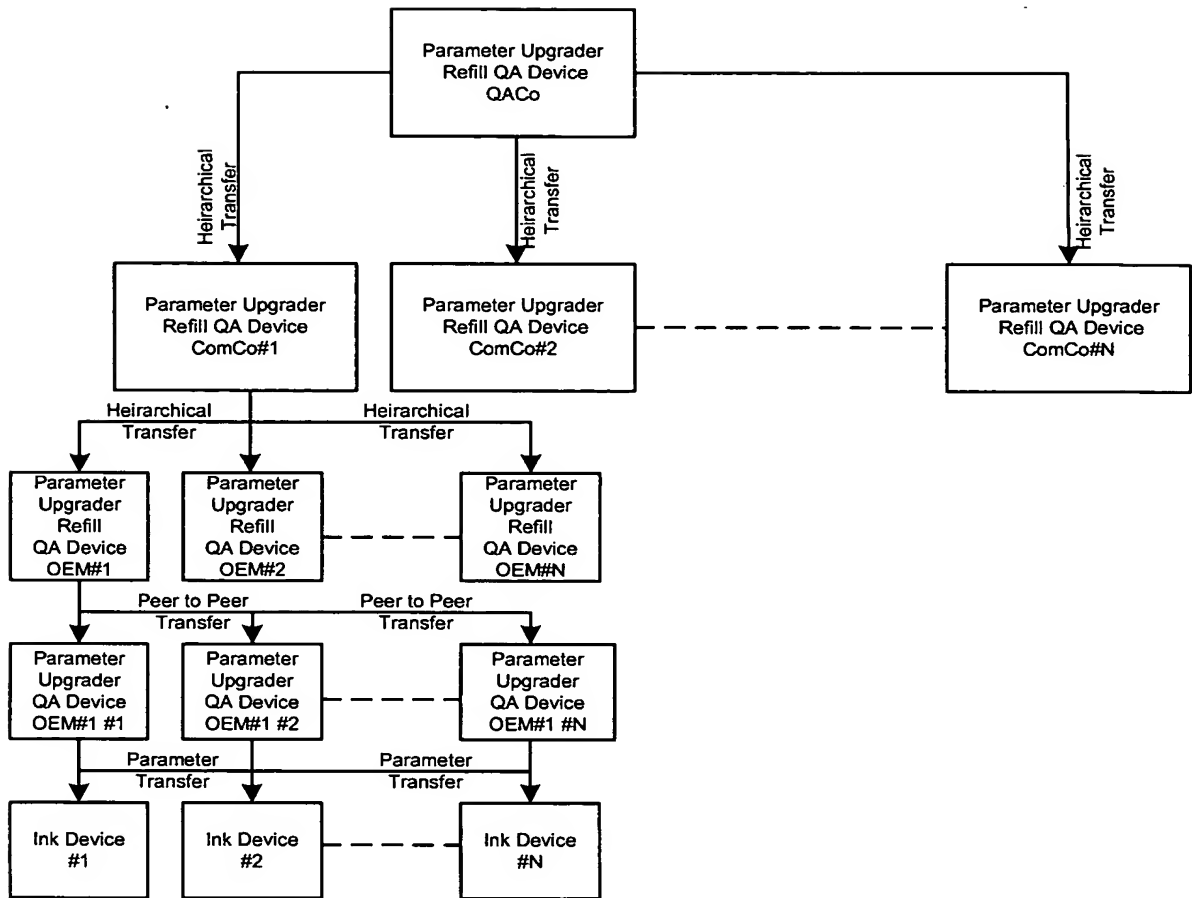 Parameter Upgrader
Refill QA Device
QACo
Heirarchical
Transfer
Heirarchical
Transfer
Heirarchical
Transfer
Parameter Upgrader
Refill QA Device
ComCo#1
Parameter Upgrader
Refill QA Device
ComCo#2
Parameter Upgrader
Refill QA Device
ComCo#N
Heirarchical
Transfer
Heirarchical
Transfer
Parameter
Upgrader
Refill
QA Device
OEM#1
Parameter
Upgrader
Refill
QA Device
OEM#2
Parameter
Upgrader
Refill
QA Device
OEM#N
Peer to Peer
Transfer
Peer to Peer
Transfer
Parameter
Upgrader
QA Device
OEM#1 #1
Parameter
Upgrader
QA Device
OEM#1 #2
Parameter
Upgrader
QA Device
OEM#1 #N
Parameter
Transfer
Parameter
Transfer
Ink Device
#1
Ink Device
#2
Ink Device
#N